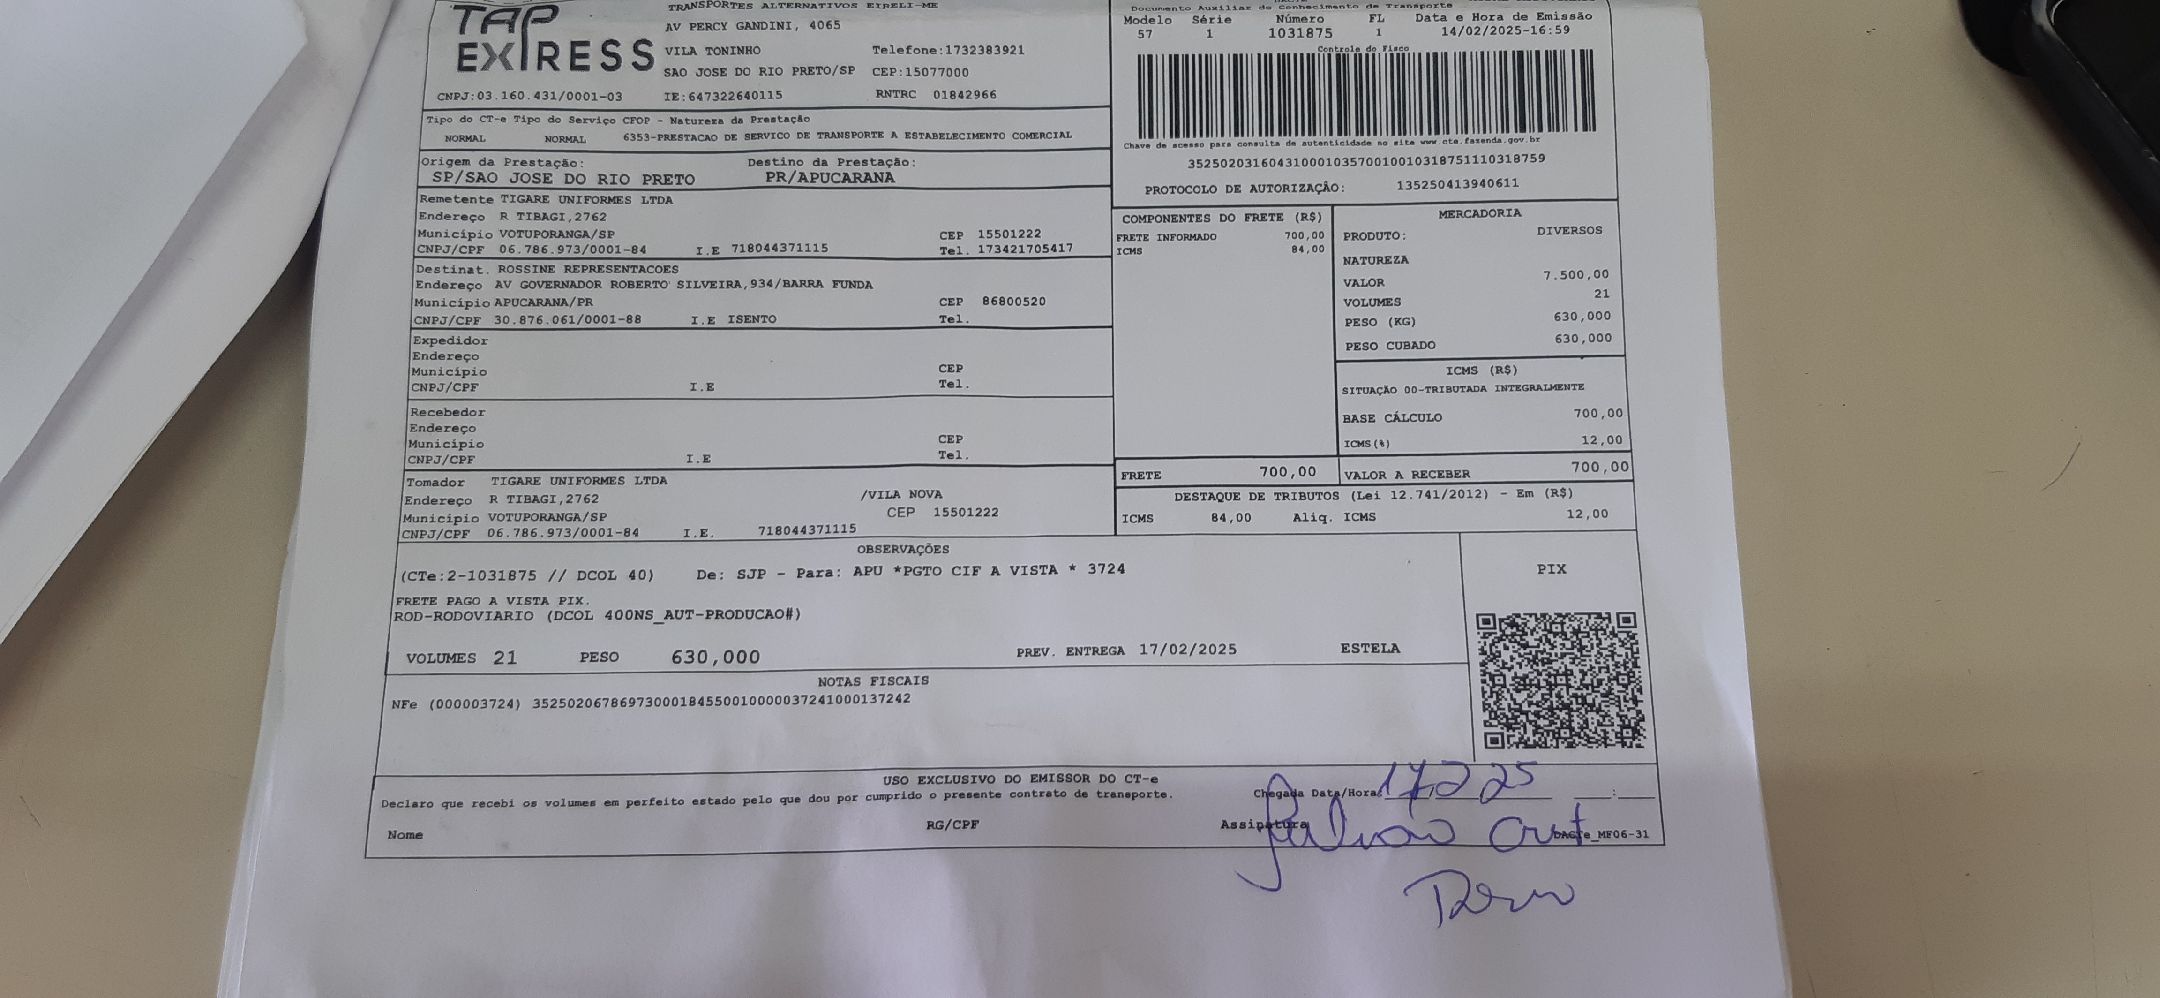 TAP EXPRESS
TRANSPORTES ALTERNATIVOS EIRELI-ME
AV PERCY GANDINI, 4065
VILA TONINHO Telefone:1732383921
SAO JOSE DO RIO PRETO/SP CEP:15077000
CNPJ:03.160.431/0001-03 IE:647322640115 RNTRC 01842966
Documento Auxiliar do Conhecimento de Transporte
Modelo Série Número FL Data e Hora de Emissão
57 1 1031875 1 14/02/2025-16:59
Controle do Fisco
Chave de acesso para consulta de autenticidade no site www.cte.fazenda.gov.br
35250203160431000103570010010318751110318759
PROTOCOLO DE AUTORIZAÇÂO: 135250413940611
Tipo do CT-e Tipo do Serviço CFOP - Natureza da Prestação
NORMAL NORMAL 6353-PRESTACAO DE SERVICO DE TRANSPORTE A ESTABELECIMENTO COMERCIAL
Origem da Prestação: Destino da Prestação:
SP/SAO JOSE DO RIO PRETO PR/APUCARANA
Remetente TIGARE UNIFORMES LTDA
Endereço R TIBAGI,2762
Município VOTUPORANGA/SP CEP 15501222
CNPJ/CPF 06.786.973/0001-84 I.E 718044371115 Tel. 173421705417
Destinat. ROSSINE REPRESENTACOES
Endereço AV GOVERNADOR ROBERTO SILVEIRA,934/BARRA FUNDA
Município APUCARANA/PR CEP 86800520
CNPJ/CPF 30.876.061/0001-88 I.E ISENTO Tel.
Expedidor
Endereço
Município CEP
CNPJ/CPF I.E Tel.
Recebedor
Endereço
Município CEP
CNPJ/CPF I.E Tel.
Tomador TIGARE UNIFORMES LTDA
Endereço R TIBAGI,2762 /VILA NOVA
Município VOTUPORANGA/SP CEP 15501222
CNPJ/CPF 06.786.973/0001-84 I.E. 718044371115
COMPONENTES DO FRETE (R$)
FRETE INFORMADO 700,00
ICMS 84,00
MERCADORIA
PRODUTO: DIVERSOS
NATUREZA
VALOR 7.500,00
VOLUMES 21
PESO (KG) 630,000
PESO CUBADO 630,000
ICMS (R$)
SITUAÇÃO 00-TRIBUTADA INTEGRALMENTE
BASE CÁLCULO 700,00
ICMS(%) 12,00
FRETE 700,00 VALOR A RECEBER 700,00
DESTAQUE DE TRIBUTOS (Lei 12.741/2012) - Em (R$)
ICMS 84,00 Aliq. ICMS 12,00
OBSERVAÇÕES
(CTe:2-1031875 // DCOL 40) De: SJP - Para: APU *PGTO CIF A VISTA * 3724
FRETE PAGO A VISTA PIX.
ROD-RODOVIARIO (DCOL 400NS_AUT-PRODUCAO#)
VOLUMES 21 PESO 630,000 PREV. ENTREGA 17/02/2025 ESTELA
PIX
NOTAS FISCAIS
NFe (000003724) 35250206786973000184550010000037241000137242
USO EXCLUSIVO DO EMISSOR DO CT-e
Declaro que recebi os volumes em perfeito estado pelo que dou por cumprido o presente contrato de transporte. Chegada Data/Hora: 17 2 25 __:__
Nome RG/CPF Assinatura DACTe_MF06-31